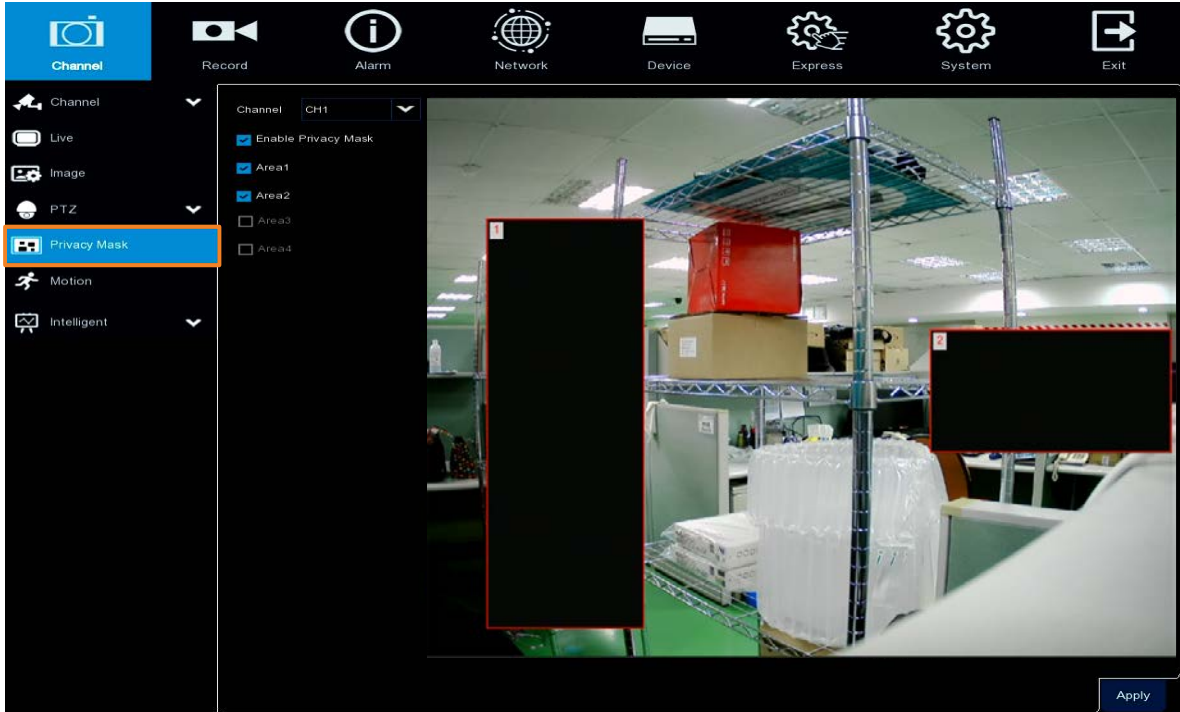 Channel
Record
Alarm
Network
Device
Express
System
Exit
Channel
Live
Image
PTZ
Privacy Mask
Motion
Intelligent
Channel CH1
Enable Privacy Mask
Area1
Area2
Area3
Area4
1
2
Apply